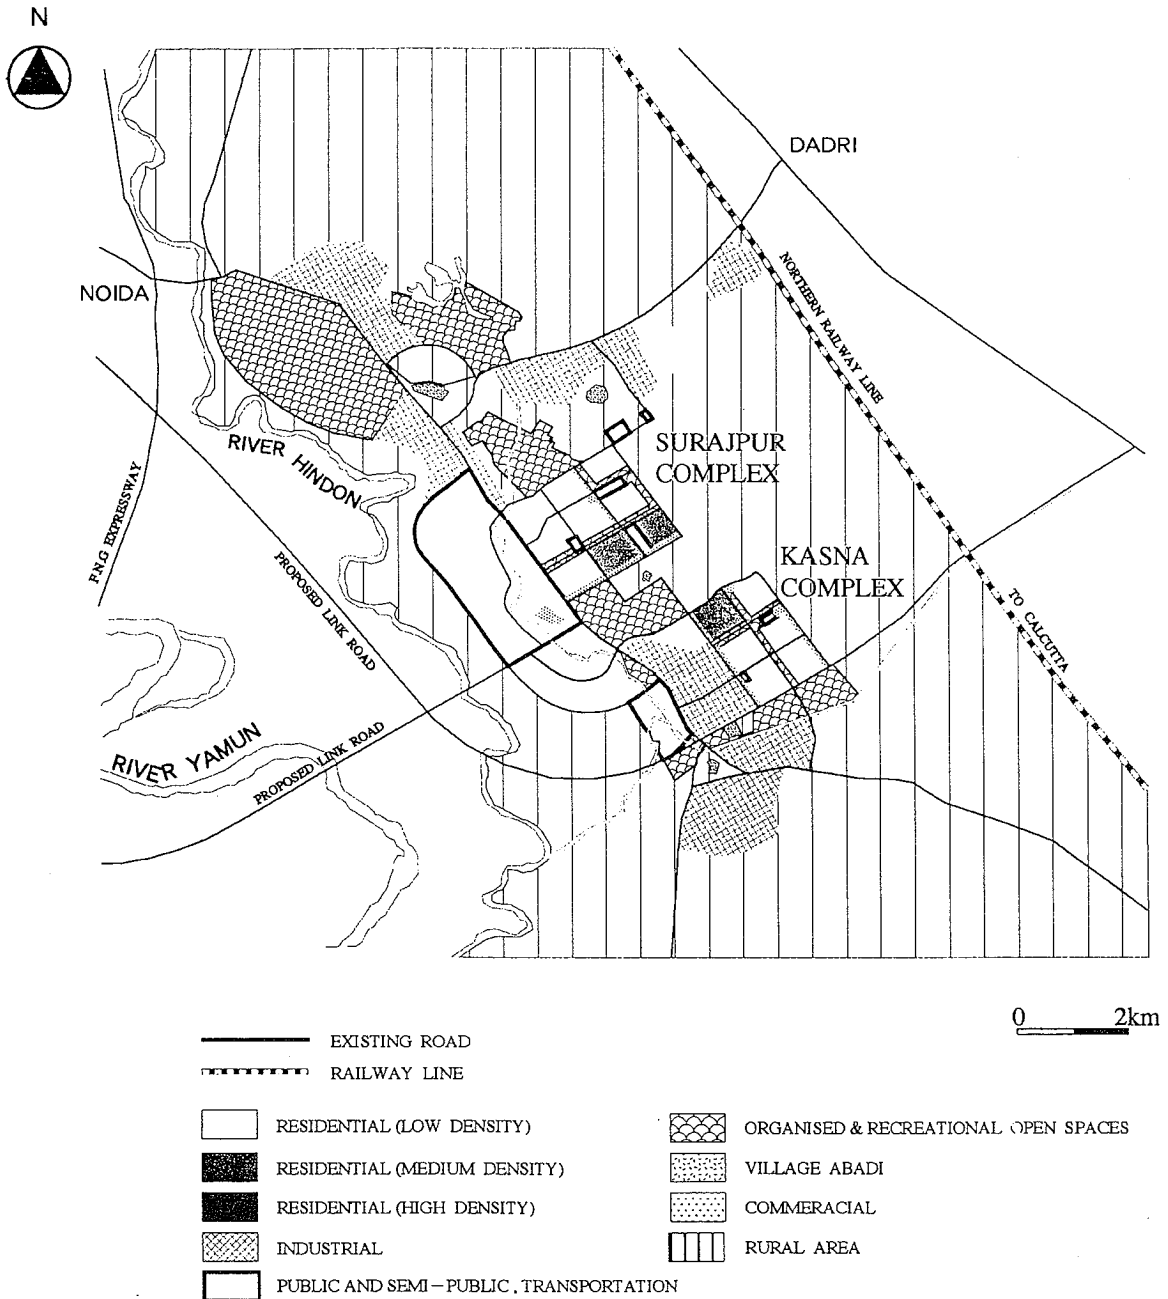 N
DADRI
NORTHERN RAILWAY LINE
NOIDA
SURAJPUR
COMPLEX
RIVER HINDON
F.N.G EXPRESSWAY
KASNA
COMPLEX
PROPOSED LINK ROAD
TO CALCUTTA
RIVER YAMUN
PROPOSED LINK ROAD
0 2km
EXISTING ROAD
RAILWAY LINE
RESIDENTIAL (LOW DENSITY)
ORGANISED & RECREATIONAL OPEN SPACES
RESIDENTIAL (MEDIUM DENSITY)
VILLAGE ABADI
RESIDENTIAL (HIGH DENSITY)
COMMERACIAL
INDUSTRIAL
RURAL AREA
PUBLIC AND SEMI-PUBLIC, TRANSPORTATION